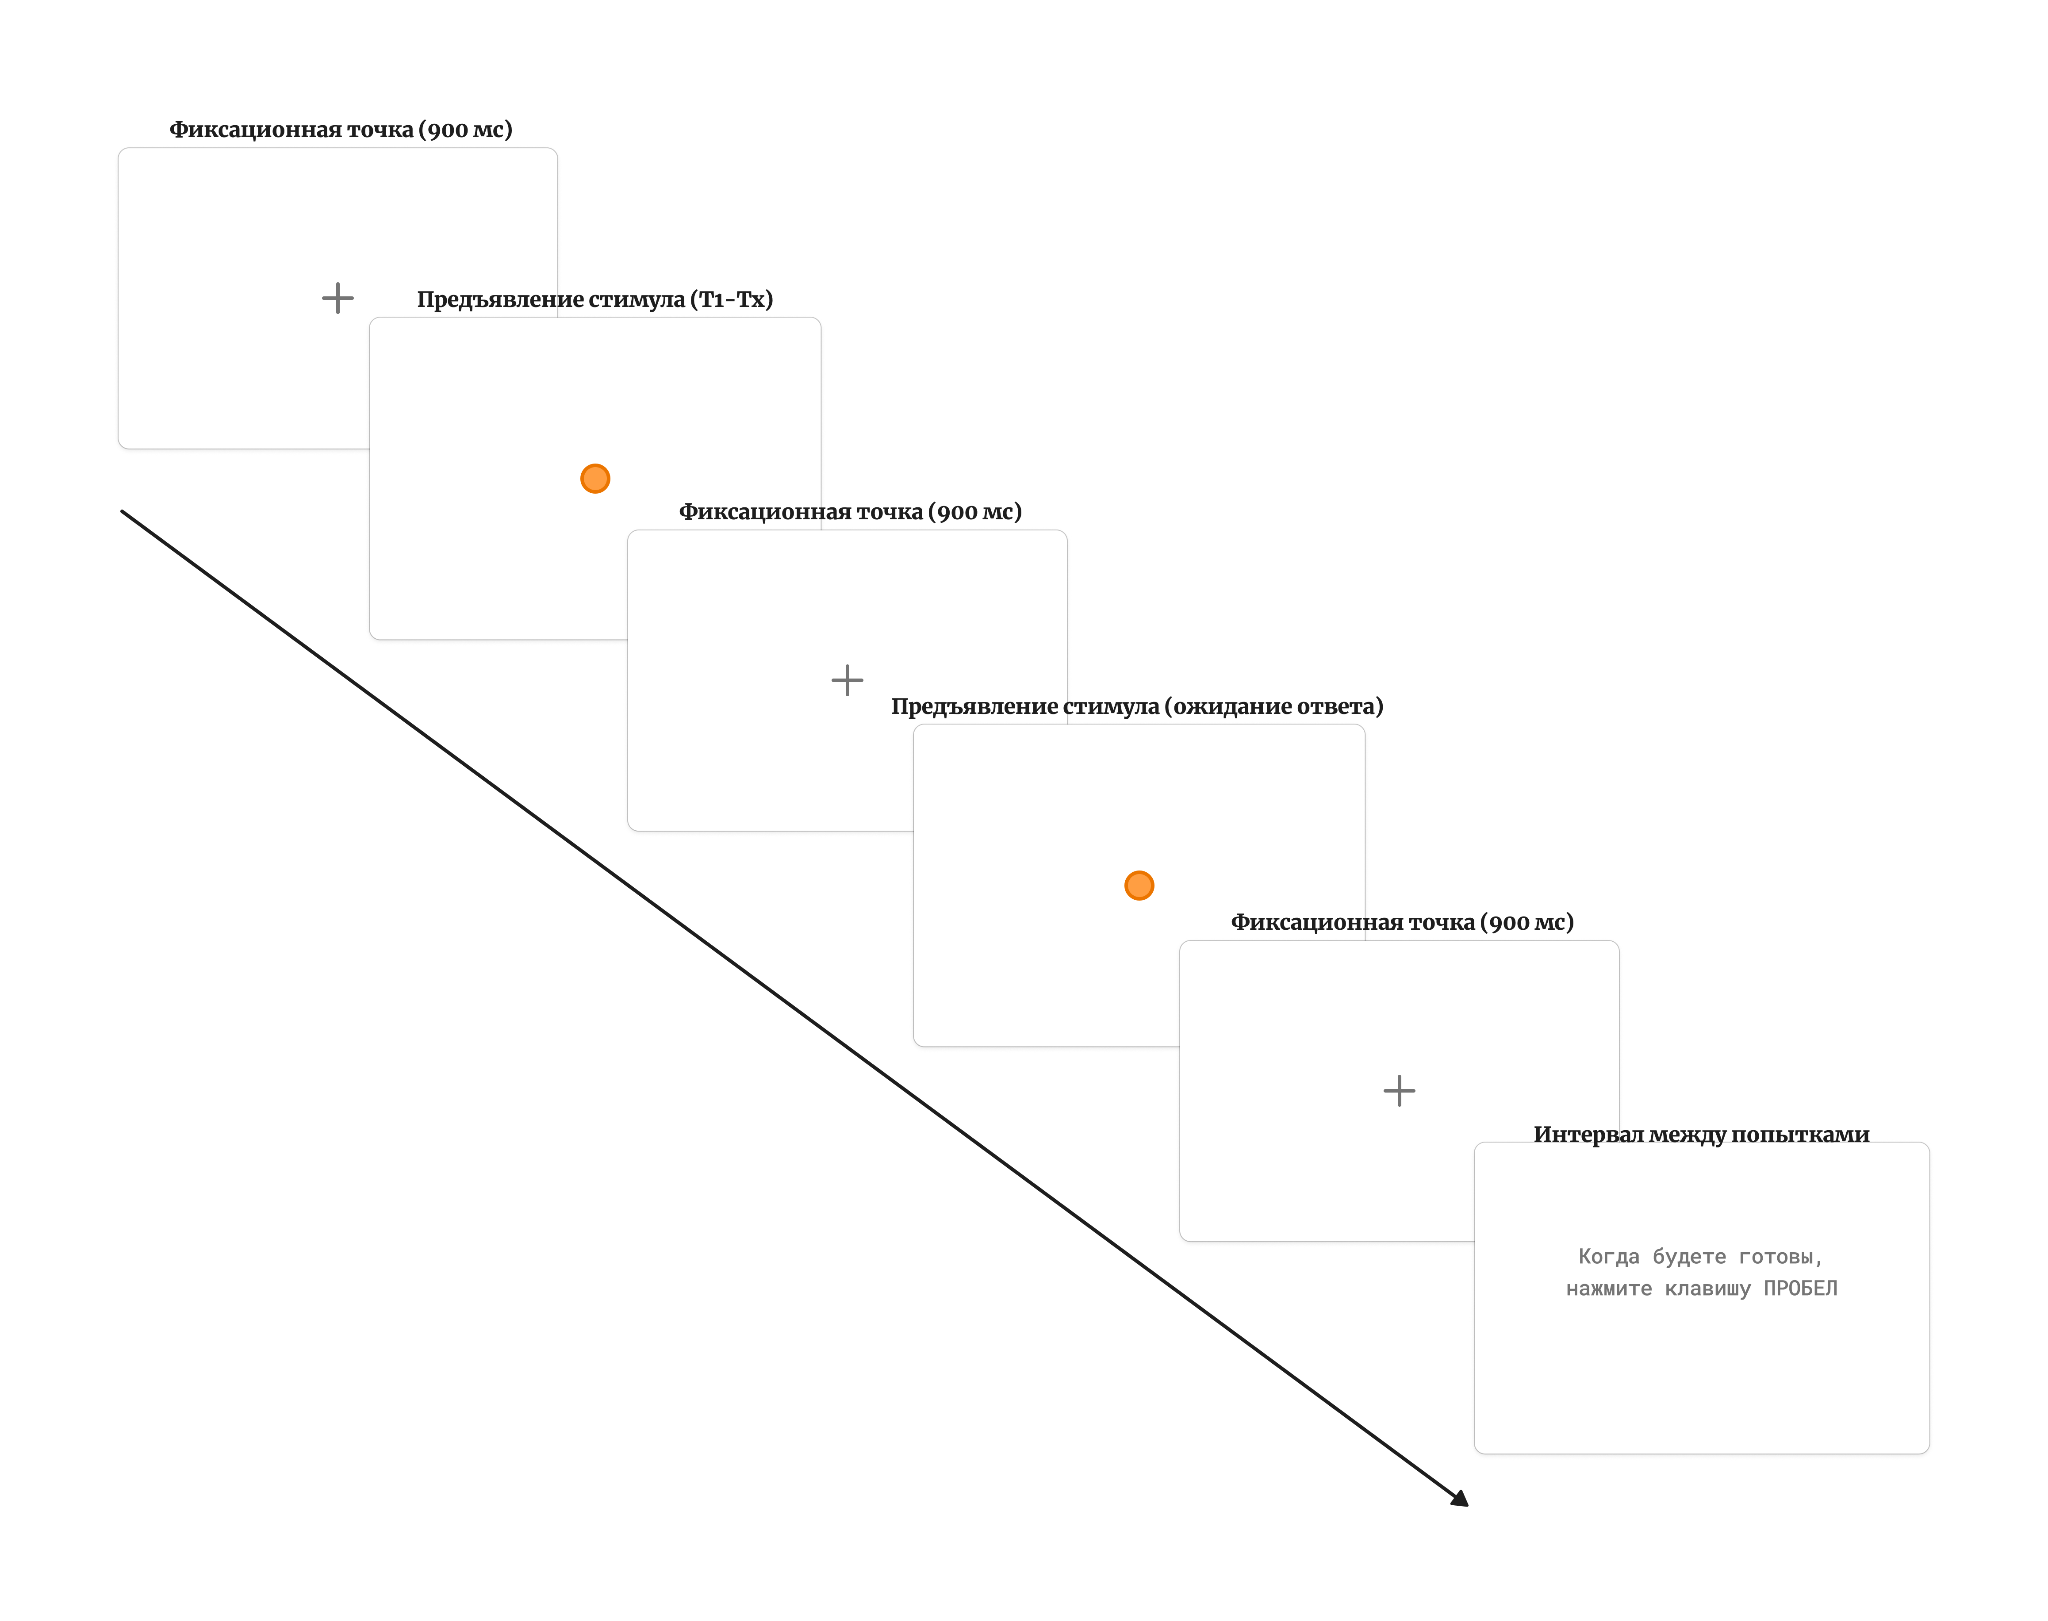 Фиксационная точка (900 мс)
Предъявление стимула (T1-Tx)
Фиксационная точка (900 мс)
Предъявление стимула (ожидание ответа)
Фиксационная точка (900 мс)
Интервал между попытками
Когда будете готовы,
нажмите клавишу ПРОБЕЛ